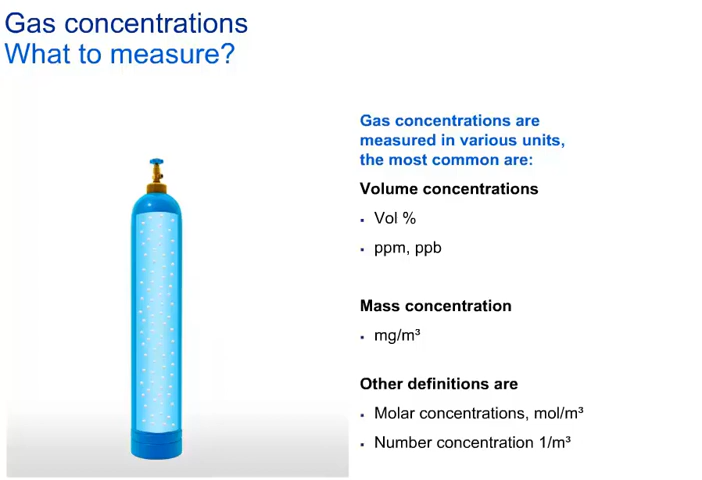 Gas concentrations
What to measure?
Gas concentrations are
measured in various units,
the most common are:
Volume concentrations
▪ Vol %
▪ ppm, ppb
Mass concentration
▪ mg/m³
Other definitions are
▪ Molar concentrations, mol/m³
▪ Number concentration 1/m³